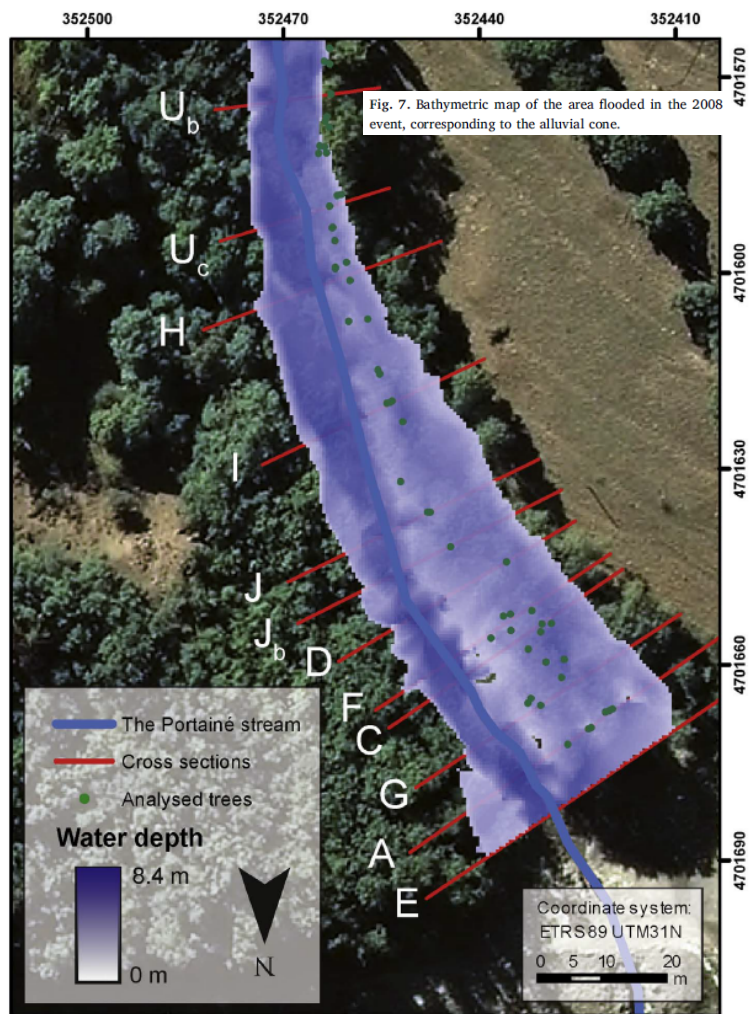 352500 352470 352440 352410
4701570
Fig. 7. Bathymetric map of the area flooded in the 2008
event, corresponding to the alluvial cone.
Ub
Uc
4701600
H
I
4701630
J
Jb
D
4701660
F
C
G
A
4701690
E
The Portainé stream
Cross sections
Analysed trees
Water depth
8.4 m
0 m
N
Coordinate system:
ETRS89 UTM31N
0 5 10 20
m